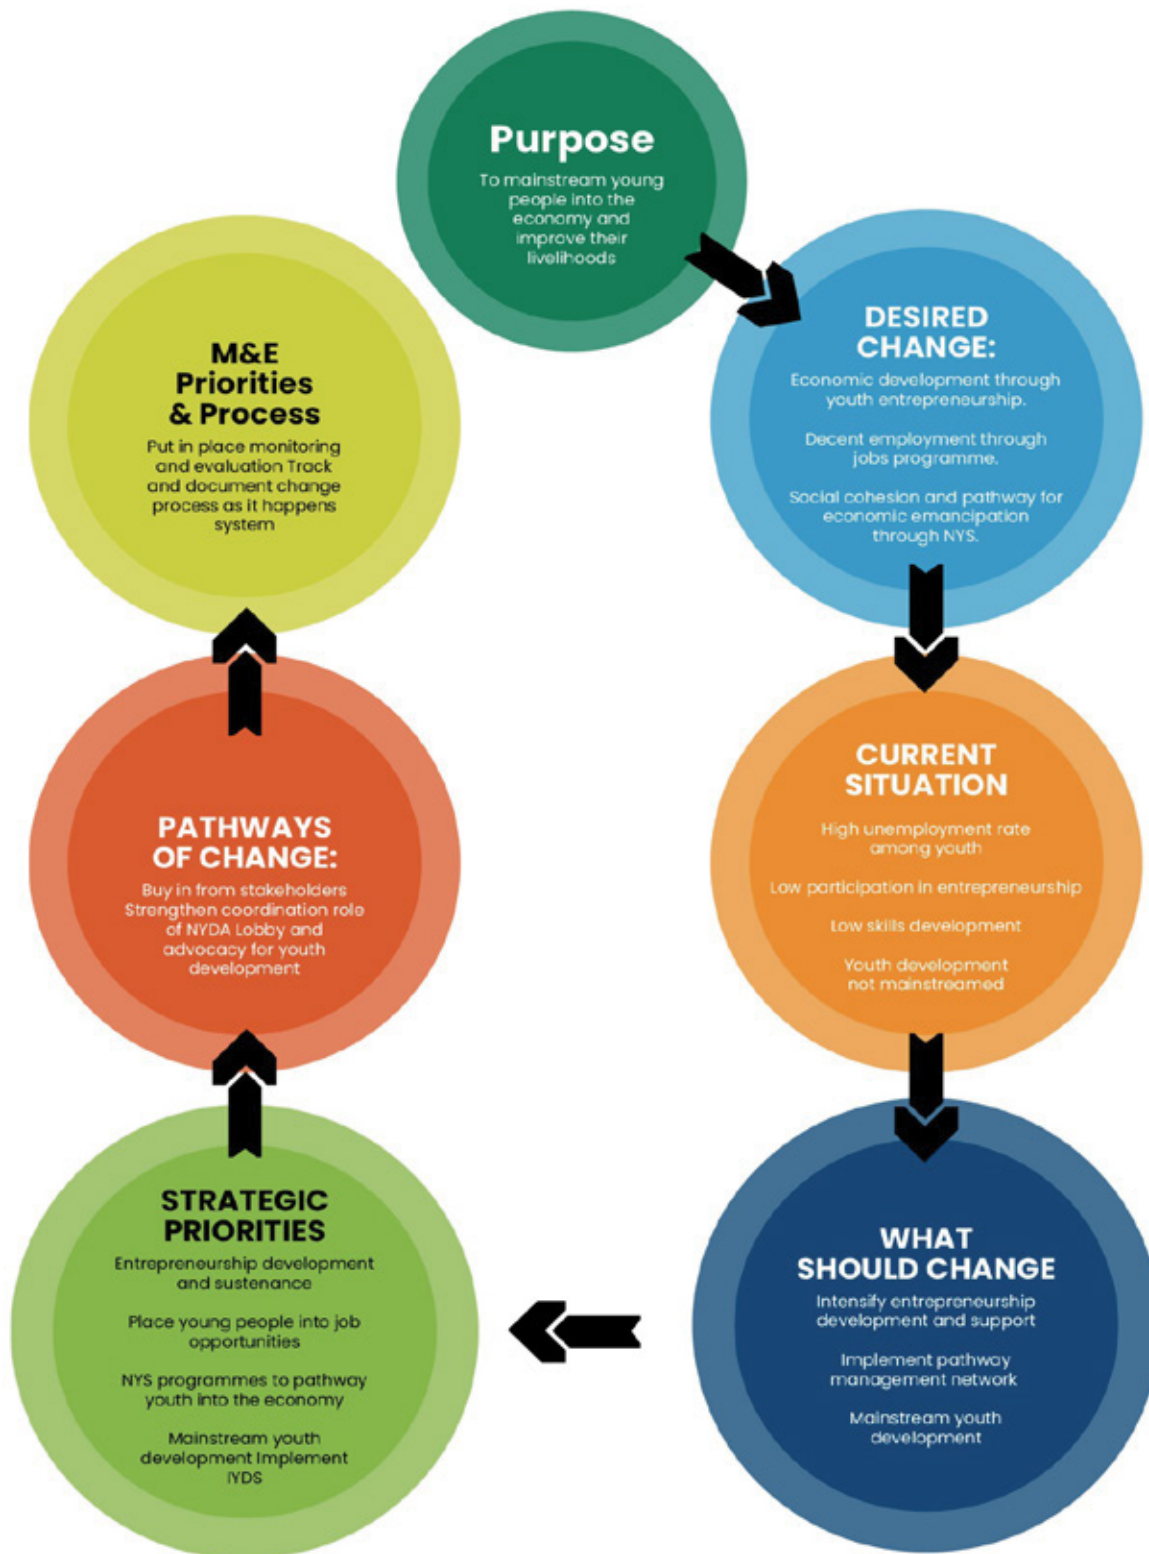 Purpose
To mainstream young
people into the
economy and
improve their
livelihoods
DESIRED
CHANGE:
Economic development through
youth entrepreneurship.
Decent employment through
jobs programme.
Social cohesion and pathway for
economic emancipation
through NYS.
CURRENT
SITUATION
High unemployment rate
among youth
Low participation in entrepreneurship
Low skills development
Youth development
not mainstreamed
WHAT
SHOULD CHANGE
Intensify entrepreneurship
development and support
Implement pathway
management network
Mainstream youth
development
STRATEGIC
PRIORITIES
Entrepreneurship development
and sustenance
Place young people into job
opportunities
NYS programmes to pathway
youth into the economy
Mainstream youth
development Implement
IYDS
PATHWAYS
OF CHANGE:
Buy in from stakeholders
Strengthen coordination role
of NYDA Lobby and
advocacy for youth
development
M&E
Priorities
& Process
Put in place monitoring
and evaluation Track
and document change
process as it happens
system